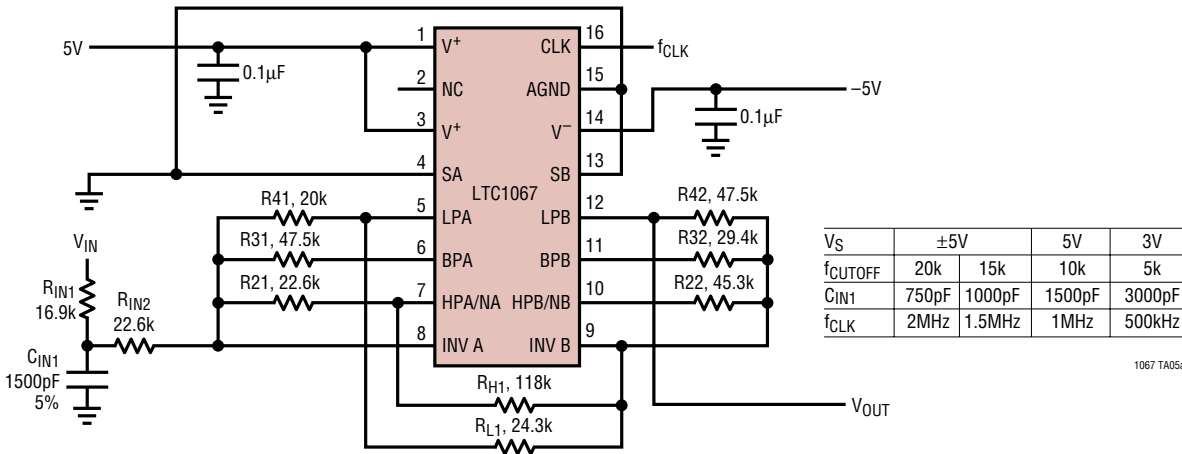 5V
0.1µF
1 V+
2 NC
3 V+
4 SA
5 LPA
6 BPA
7 HPA/NA
8 INV A
LTC1067
CLK 16
AGND 15
V− 14
SB 13
LPB 12
BPB 11
HPB/NB 10
INV B 9
fCLK
−5V
0.1µF
R41, 20k
R31, 47.5k
R21, 22.6k
R42, 47.5k
R32, 29.4k
R22, 45.3k
VIN
RIN1
16.9k
RIN2
22.6k
CIN1
1500pF
5%
RH1, 118k
RL1, 24.3k
VOUT
VS ±5V 5V 3V
fCUTOFF 20k 15k 10k 5k
CIN1 750pF 1000pF 1500pF 3000pF
fCLK 2MHz 1.5MHz 1MHz 500kHz
1067 TA05a